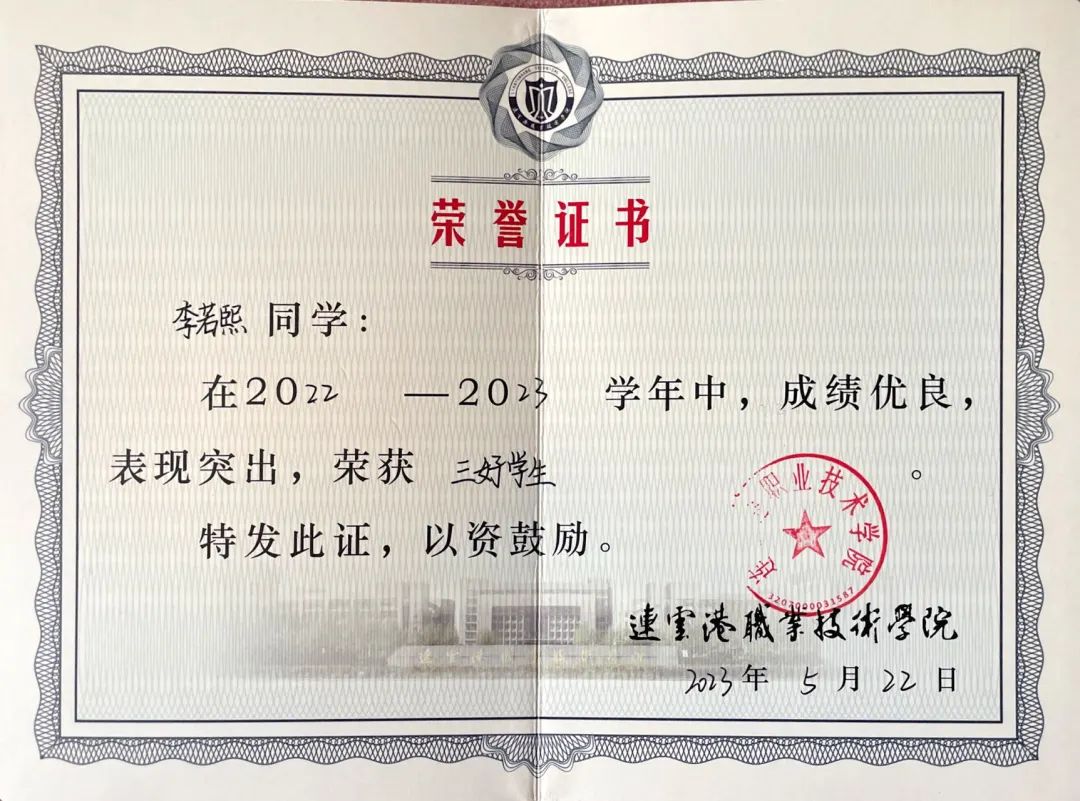 荣誉证书
李若熙 同学：
在2022 —2023 学年中，成绩优良，
表现突出，荣获 三好学生 。
特发此证，以资鼓励。
职业技术学院
3207000031587
連雲港職業技術學院
2023年 5 月 22 日